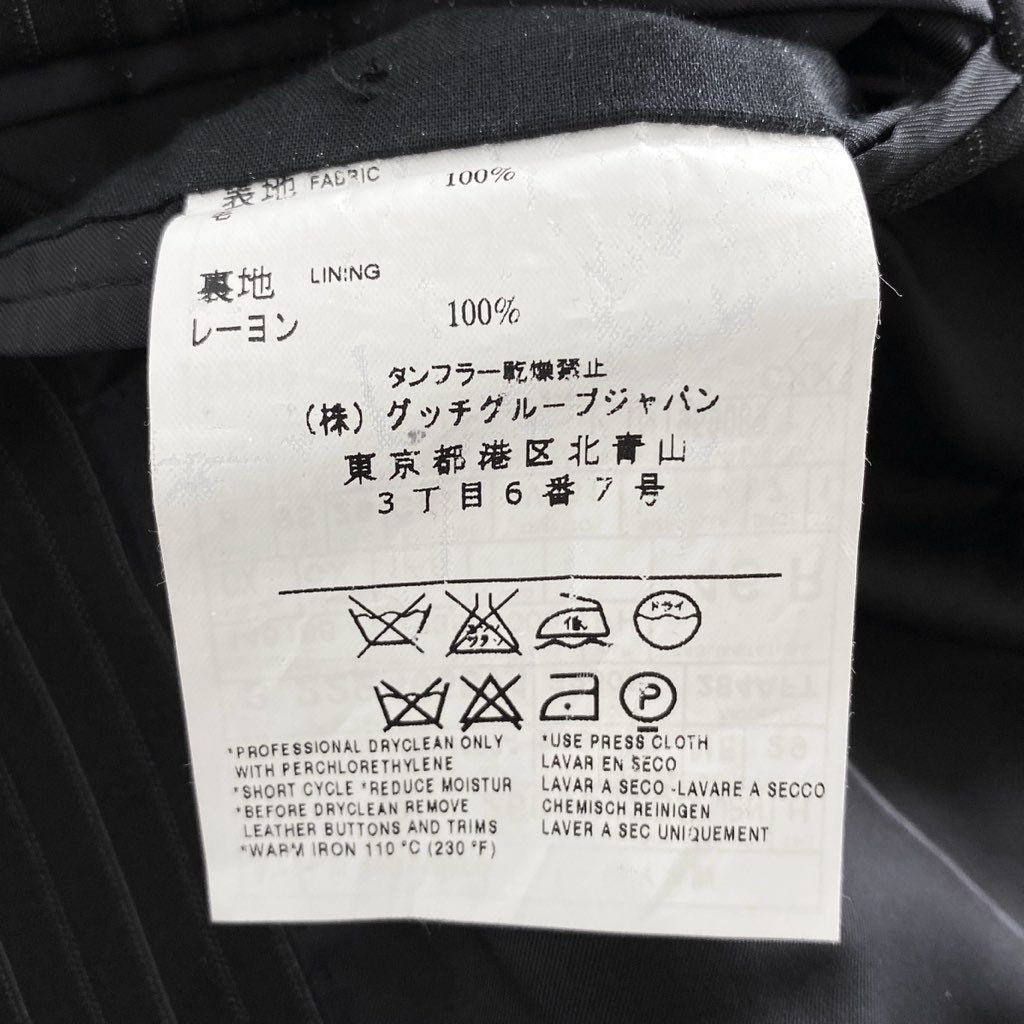 表地 FABRIC 100%
裏地 LINING
レーヨン 100%
タンブラー乾燥禁止
(株)グッチグループジャパン
東京都港区北青山
3丁目6番7号
低 ドライ
P
*PROFESSIONAL DRYCLEAN ONLY
WITH PERCHLORETHYLENE
*SHORT CYCLE *REDUCE MOISTUR
*BEFORE DRYCLEAN REMOVE
LEATHER BUTTONS AND TRIMS
*WARM IRON 110 °C (230 °F)
*USE PRESS CLOTH
LAVAR EN SECO
LAVAR A SECO -LAVARE A SECCO
CHEMISCH REINIGEN
LAVER A SEC UNIQUEMENT